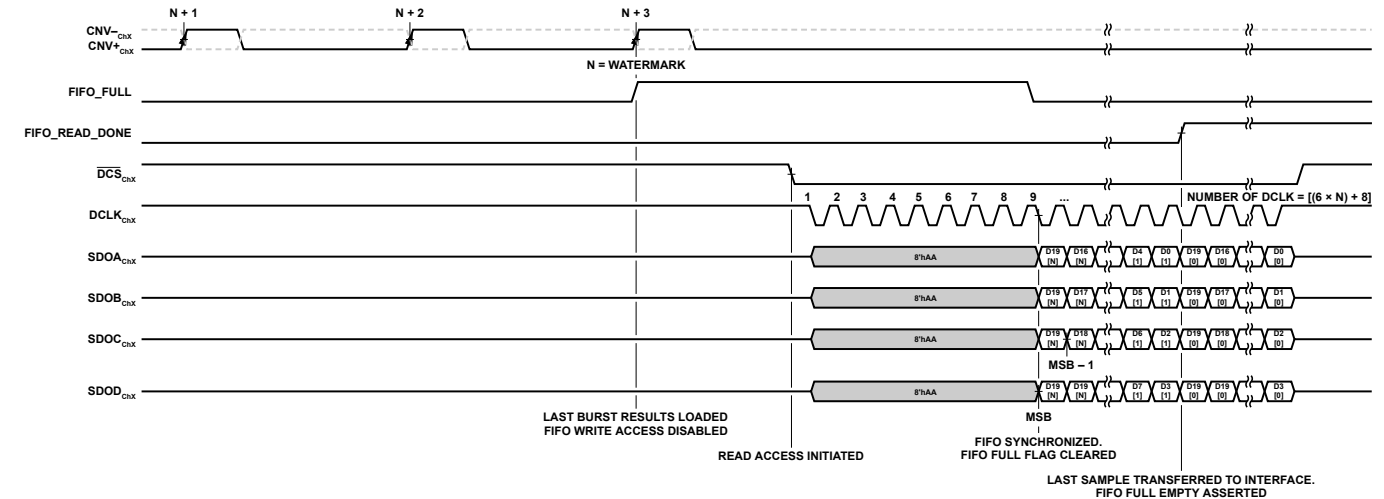 N + 1
N + 2
N + 3
CNV–ChX
CNV+ChX
N = WATERMARK
FIFO_FULL
FIFO_READ_DONE
DCSChX
DCLKChX
1 2 3 4 5 6 7 8 9 ...
NUMBER OF DCLK = [(6 × N) + 8]
SDOAChX
8'hAA
D19 [N]
D16 [N]
D4 [1]
D0 [1]
D19 [0]
D16 [0]
D0 [0]
SDOBChX
8'hAA
D19 [N]
D17 [N]
D5 [1]
D1 [1]
D19 [0]
D17 [0]
D1 [0]
SDOCChX
8'hAA
D19 [N]
D18 [N]
D6 [1]
D2 [1]
D19 [0]
D18 [0]
D2 [0]
MSB – 1
SDODChX
8'hAA
D19 [N]
D19 [N]
D7 [1]
D3 [1]
D19 [0]
D19 [0]
D3 [0]
MSB
LAST BURST RESULTS LOADED
FIFO WRITE ACCESS DISABLED
READ ACCESS INITIATED
FIFO SYNCHRONIZED.
FIFO FULL FLAG CLEARED
LAST SAMPLE TRANSFERRED TO INTERFACE.
FIFO FULL EMPTY ASSERTED